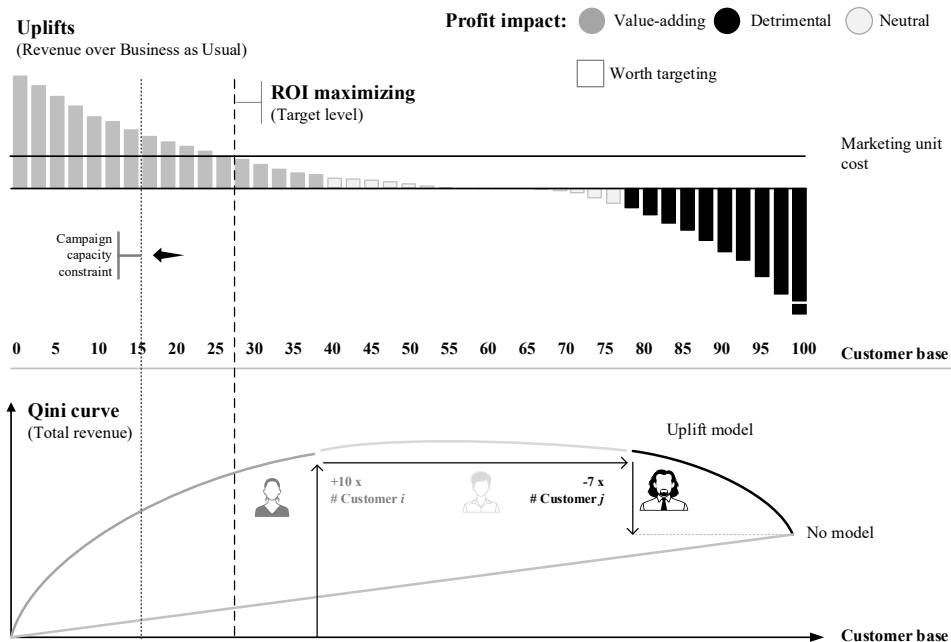 Profit impact: Value-adding Detrimental Neutral
Worth targeting
Uplifts
(Revenue over Business as Usual)
ROI maximizing
(Target level)
Marketing unit
cost
Campaign
capacity
constraint
0 5 10 15 20 25 30 35 40 45 50 55 60 65 70 75 80 85 90 95 100 Customer base
Qini curve
(Total revenue)
Uplift model
+10 x
# Customer i
-7 x
# Customer j
No model
Customer base